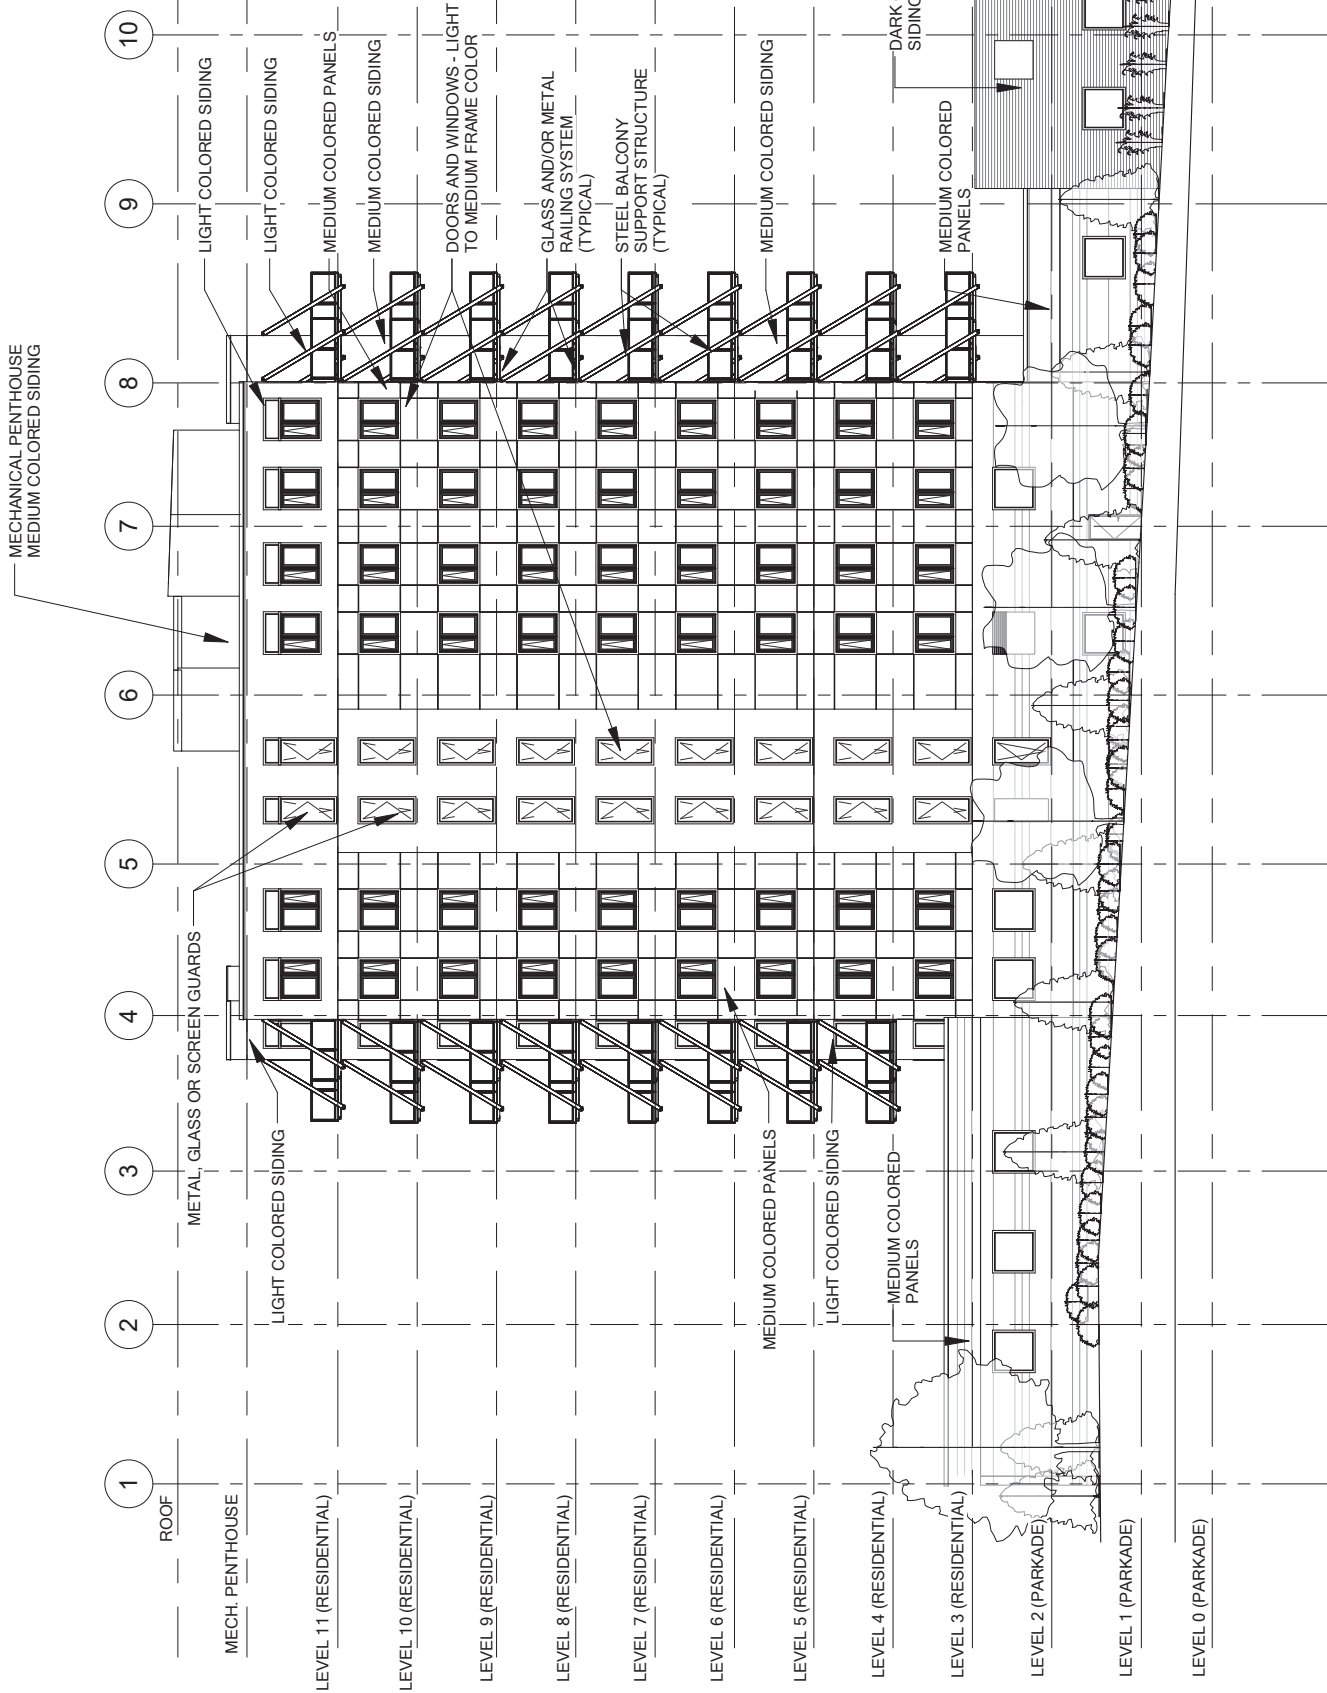 MECHANICAL PENTHOUSE
MEDIUM COLORED SIDING
1
2
3
4
5
6
7
8
9
10
ROOF
MECH. PENTHOUSE
LEVEL 11 (RESIDENTIAL)
LEVEL 10 (RESIDENTIAL)
LEVEL 9 (RESIDENTIAL)
LEVEL 8 (RESIDENTIAL)
LEVEL 7 (RESIDENTIAL)
LEVEL 6 (RESIDENTIAL)
LEVEL 5 (RESIDENTIAL)
LEVEL 4 (RESIDENTIAL)
LEVEL 3 (RESIDENTIAL)
LEVEL 2 (PARKADE)
LEVEL 1 (PARKADE)
LEVEL 0 (PARKADE)
METAL, GLASS OR SCREEN GUARDS
LIGHT COLORED SIDING
MEDIUM COLORED PANELS
LIGHT COLORED SIDING
MEDIUM COLORED
PANELS
LIGHT COLORED SIDING
LIGHT COLORED SIDING
MEDIUM COLORED PANELS
MEDIUM COLORED SIDING
DOORS AND WINDOWS - LIGHT
TO MEDIUM FRAME COLOR
GLASS AND/OR METAL
RAILING SYSTEM
(TYPICAL)
STEEL BALCONY
SUPPORT STRUCTURE
(TYPICAL)
MEDIUM COLORED SIDING
MEDIUM COLORED
PANELS
DARK
SIDING